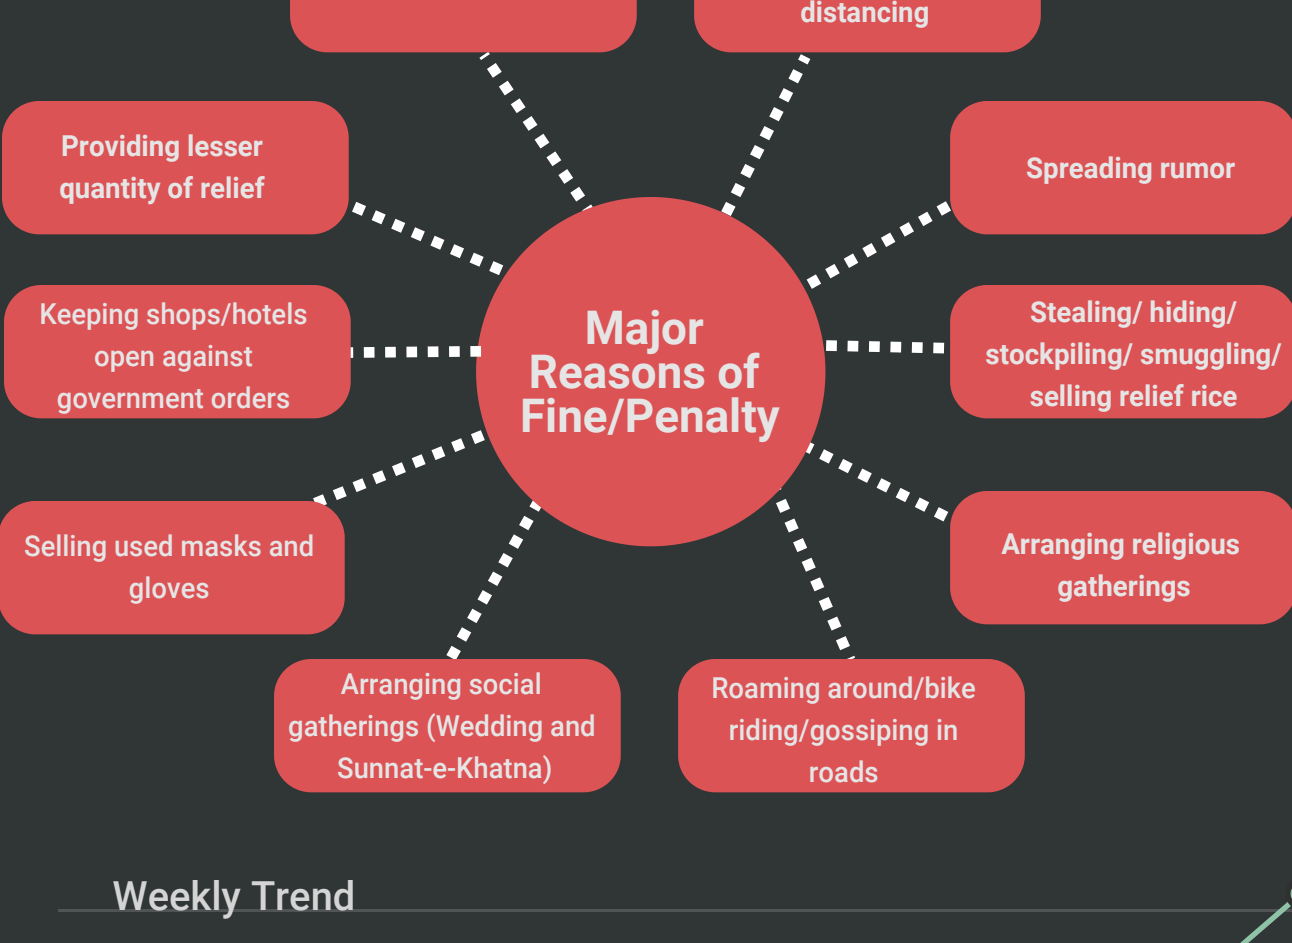 distancing
Providing lesser
quantity of relief
Spreading rumor
Keeping shops/hotels
open against
government orders
Major
Reasons of
Fine/Penalty
Stealing/ hiding/
stockpiling/ smuggling/
selling relief rice
Selling used masks and
gloves
Arranging religious
gatherings
Arranging social
gatherings (Wedding and
Sunnat-e-Khatna)
Roaming around/bike
riding/gossiping in
roads
Weekly Trend